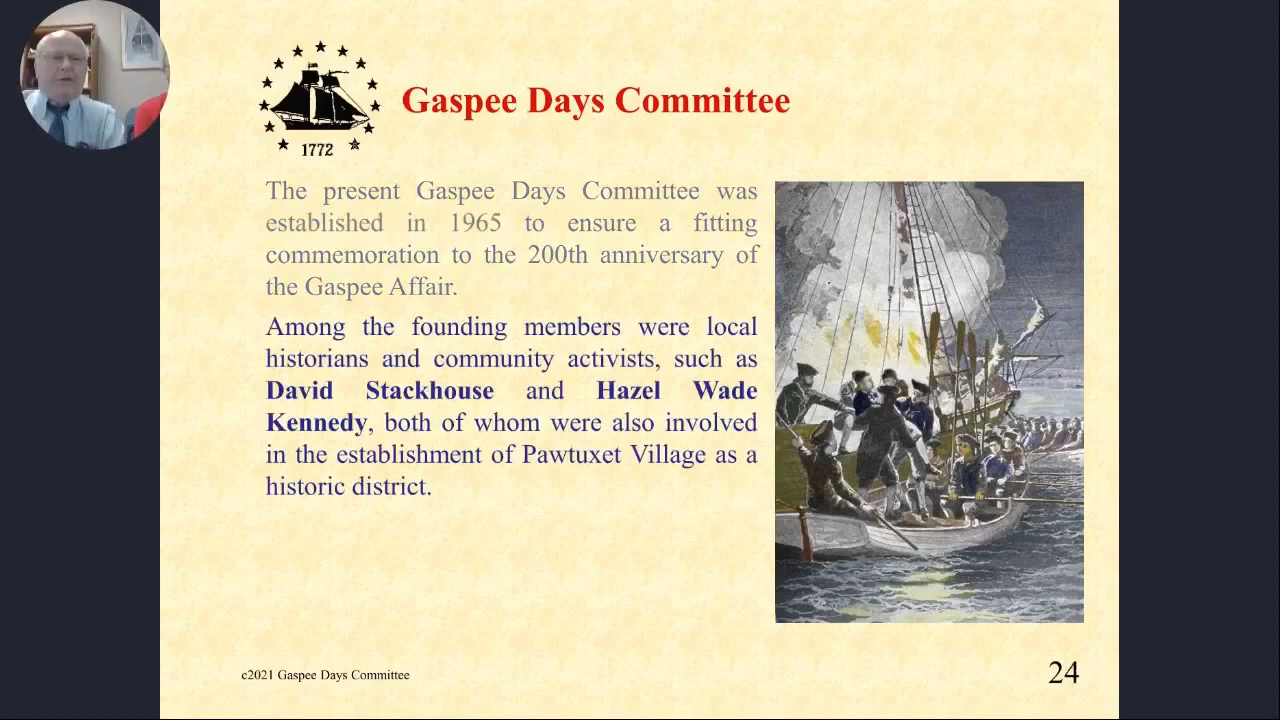 Gaspee Days Committee
1772
The present Gaspee Days Committee was
established in 1965 to ensure a fitting
commemoration to the 200th anniversary of
the Gaspee Affair.
Among the founding members were local
historians and community activists, such as
David Stackhouse and Hazel Wade
Kennedy, both of whom were also involved
in the establishment of Pawtuxet Village as a
historic district.
c2021 Gaspee Days Committee
24